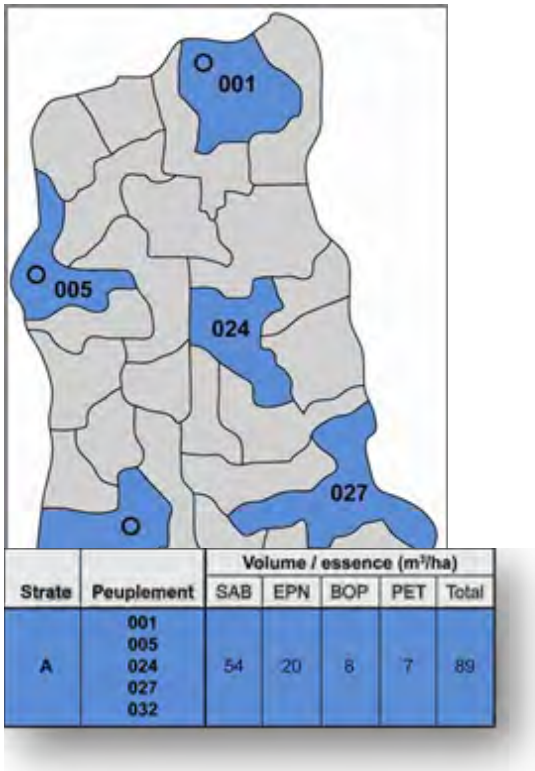 001
005
024
027
Volume / essence (m³/ha)
Strate Peuplement SAB EPN BOP PET Total
001
005
A 024 54 20 8 7 89
027
032